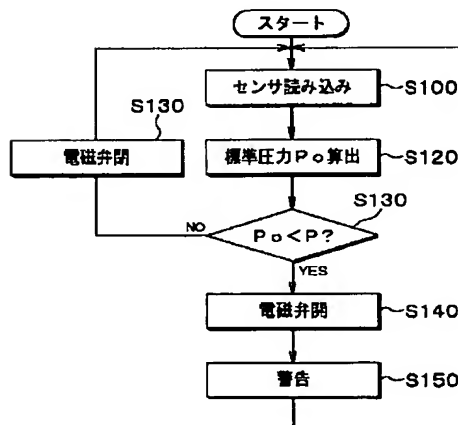 スタート
センサ読み込み
S100
S130
電磁弁閉
標準圧力Po算出
S120
S130
Po<P?
NO
YES
電磁弁開
S140
警告
S150